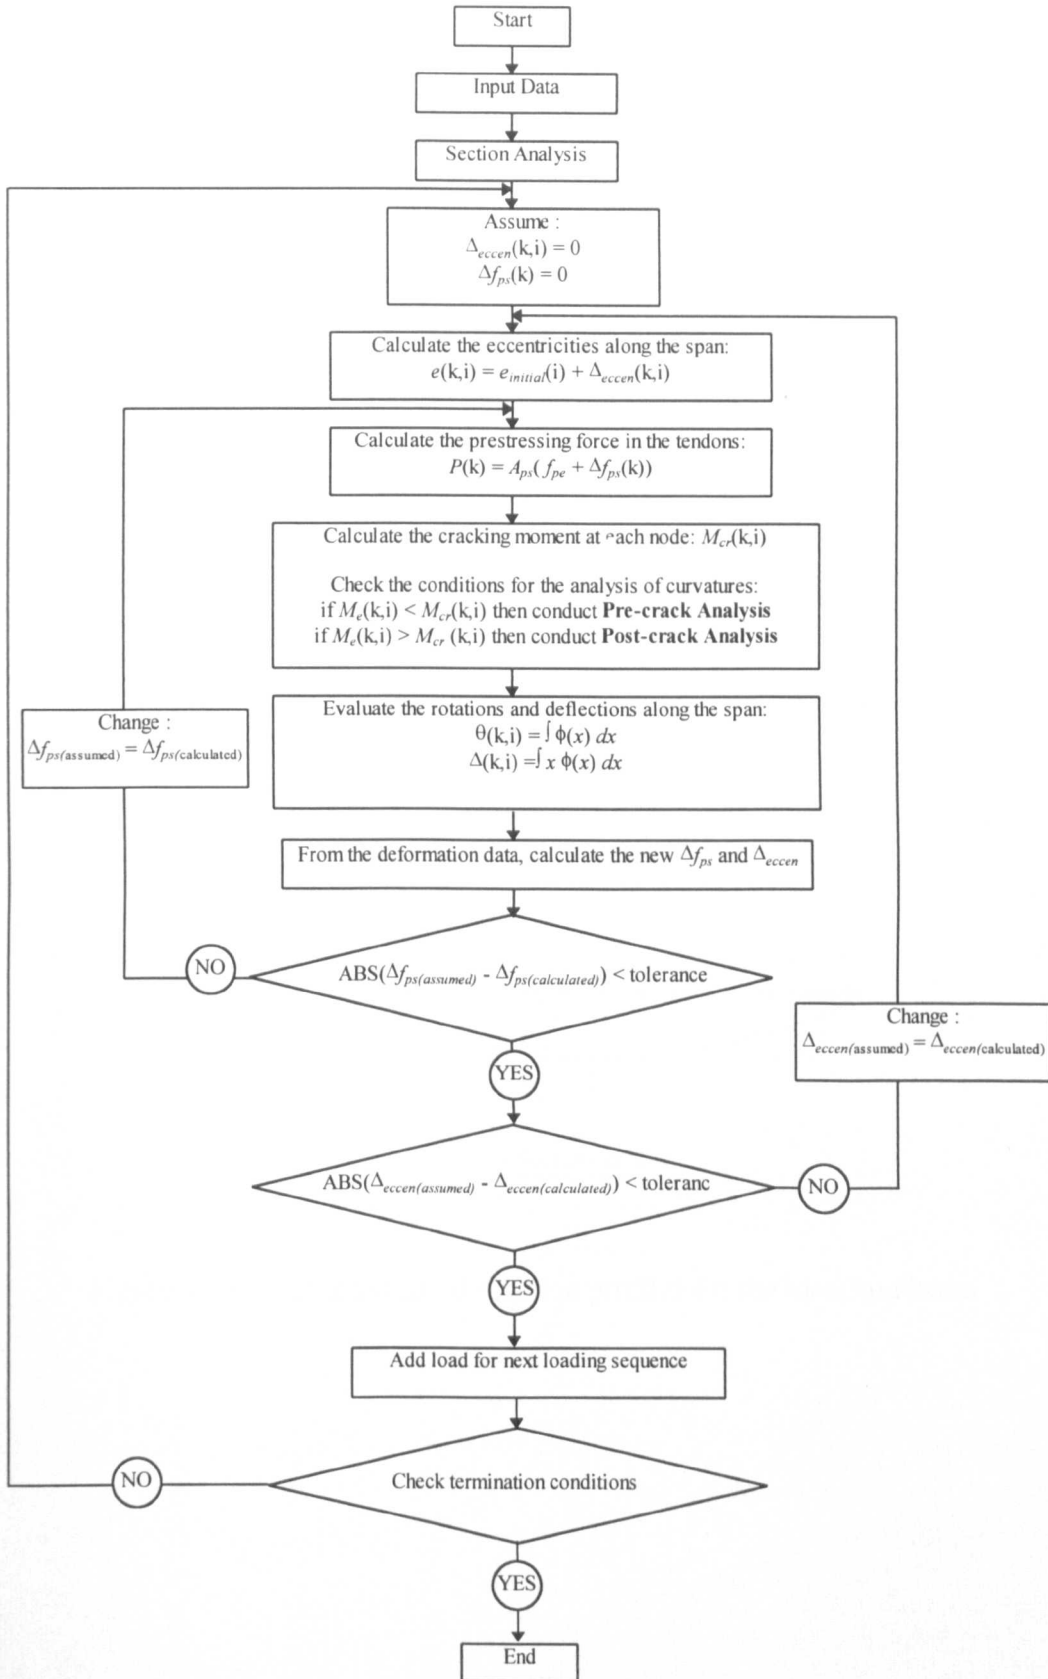 Start
Input Data
Section Analysis
Assume :
Δeccen(k,i) = 0
Δfps(k) = 0
Calculate the eccentricities along the span:
e(k,i) = einitial(i) + Δeccen(k,i)
Calculate the prestressing force in the tendons:
P(k) = Aps( fpe + Δfps(k))
Calculate the cracking moment at each node: Mcr(k,i)
Check the conditions for the analysis of curvatures:
if Me(k,i) < Mcr(k,i) then conduct Pre-crack Analysis
if Me(k,i) > Mcr (k,i) then conduct Post-crack Analysis
Evaluate the rotations and deflections along the span:
θ(k,i) = ∫ ϕ(x) dx
Δ(k,i) =∫ x ϕ(x) dx
Change :
Δfps(assumed) = Δfps(calculated)
From the deformation data, calculate the new Δfps and Δeccen
NO
ABS(Δfps(assumed) - Δfps(calculated)) < tolerance
Change :
Δeccen(assumed) = Δeccen(calculated)
YES
ABS(Δeccen(assumed) - Δeccen(calculated)) < toleranc
NO
YES
Add load for next loading sequence
NO
Check termination conditions
YES
End